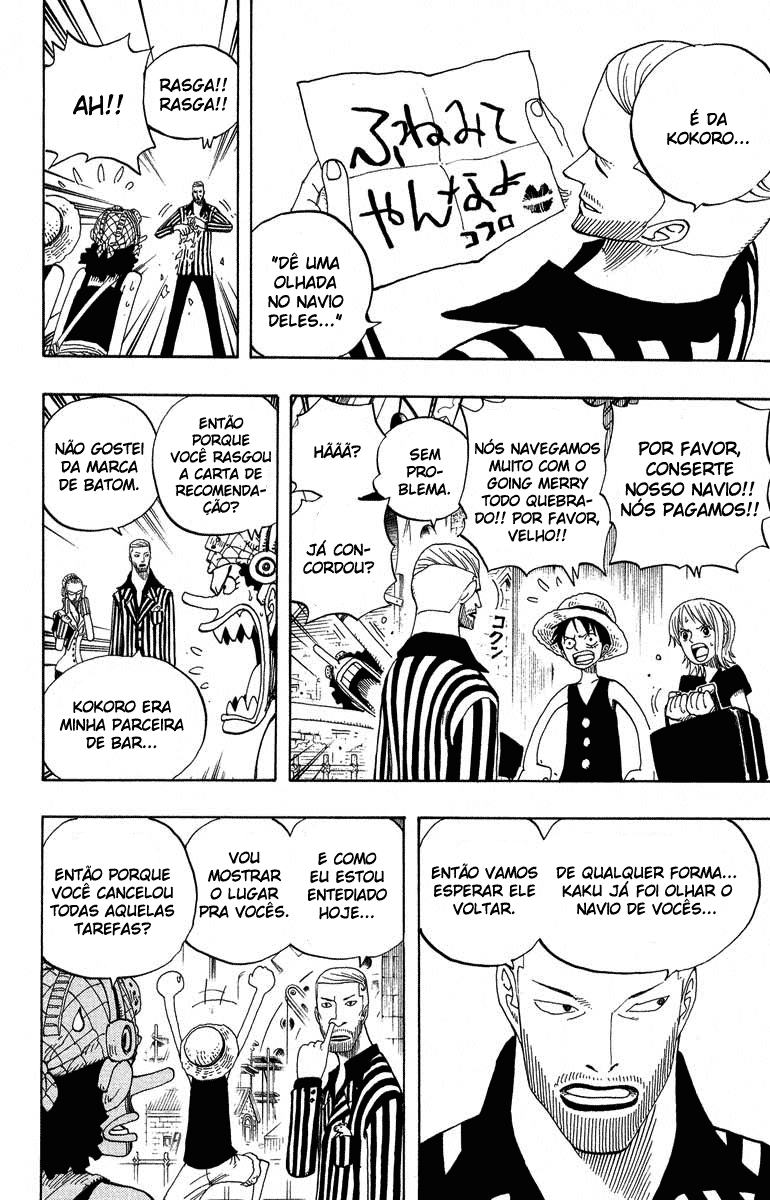 É DA
KOKORO...
ふねみて
やんなよ
ココロ
"DÊ UMA
OLHADA
NO NAVIO
DELES..."
RASGA!!
RASGA!!
AH!!
POR FAVOR,
CONSERTE
NOSSO NAVIO!!
NÓS PAGAMOS!!
NÓS NAVEGAMOS
MUITO COM O
GOING MERRY
TODO QUEBRA-
DO!! POR FAVOR,
VELHO!!
SEM
PRO-
BLEMA.
コクン
HÃÃÃ?
JÁ CON-
CORDOU?
ENTÃO
PORQUE
VOCÊ RASGOU
A CARTA DE
RECOMENDA-
ÇÃO?
NÃO GOSTEI
DA MARCA
DE BATOM.
KOKORO ERA
MINHA PARCEIRA
DE BAR...
DE QUALQUER FORMA...
KAKU JÁ FOI OLHAR O
NAVIO DE VOCÊS...
ENTÃO VAMOS
ESPERAR ELE
VOLTAR.
E COMO
EU ESTOU
ENTEDIADO
HOJE...
VOU
MOSTRAR
O LUGAR
PRA VOCÊS.
ENTÃO PORQUE
VOCÊ CANCELOU
TODAS AQUELAS
TAREFAS?